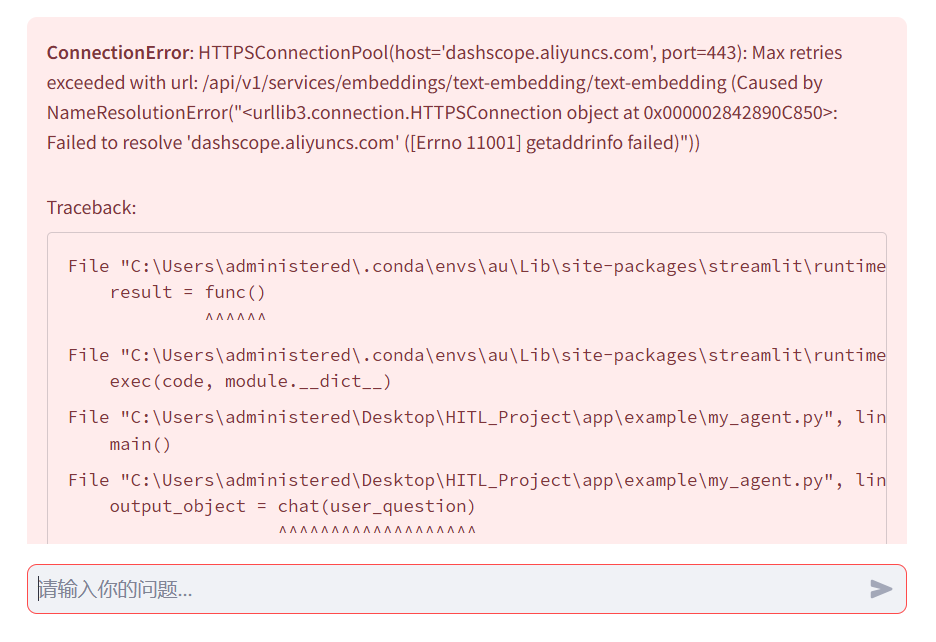 ConnectionError: HTTPSConnectionPool(host='dashscope.aliyuncs.com', port=443): Max retries
exceeded with url: /api/v1/services/embeddings/text-embedding/text-embedding (Caused by
NameResolutionError("<urllib3.connection.HTTPSConnection object at 0x000002842890C850>:
Failed to resolve 'dashscope.aliyuncs.com' ([Errno 11001] getaddrinfo failed)"))
Traceback:
File "C:\Users\administered\.conda\envs\au\Lib\site-packages\streamlit\runtime
result = func()
^^^^^^
File "C:\Users\administered\.conda\envs\au\Lib\site-packages\streamlit\runtime
exec(code, module.__dict__)
File "C:\Users\administered\Desktop\HITL_Project\app\example\my_agent.py", lin
main()
File "C:\Users\administered\Desktop\HITL_Project\app\example\my_agent.py", lin
output_object = chat(user_question)
^^^^^^^^^^^^^^^^^^^
请输入你的问题...